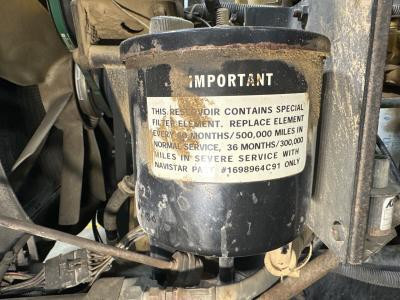 IMPORTANT
THIS RESERVOIR CONTAINS SPECIAL
FILTER ELEMENT. REPLACE ELEMENT
EVERY 60 MONTHS/500,000 MILES IN
NORMAL SERVICE, 36 MONTHS/300,000
MILES IN SEVERE SERVICE WITH
NAVISTAR PART #1698964C91 ONLY